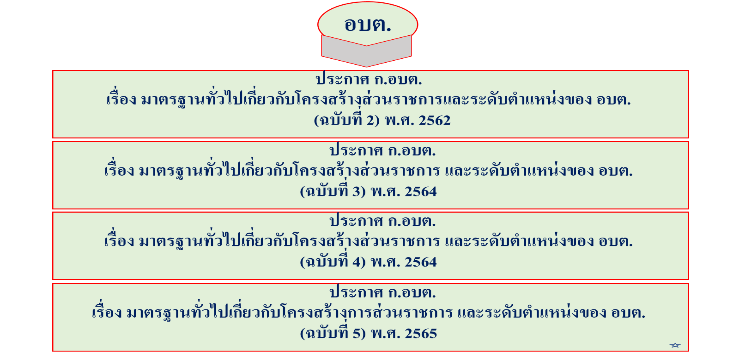 อบต.
ประกาศ ก.อบต.
เรื่อง มาตรฐานทั่วไปเกี่ยวกับโครงสร้างส่วนราชการและระดับตำแหน่งของ อบต.
(ฉบับที่ 2) พ.ศ. 2562
ประกาศ ก.อบต.
เรื่อง มาตรฐานทั่วไปเกี่ยวกับโครงสร้างส่วนราชการ และระดับตำแหน่งของ อบต.
(ฉบับที่ 3) พ.ศ. 2564
ประกาศ ก.อบต.
เรื่อง มาตรฐานทั่วไปเกี่ยวกับโครงสร้างส่วนราชการ และระดับตำแหน่งของ อบต.
(ฉบับที่ 4) พ.ศ. 2564
ประกาศ ก.อบต.
เรื่อง มาตรฐานทั่วไปเกี่ยวกับโครงสร้างการส่วนราชการ และระดับตำแหน่งของ อบต.
(ฉบับที่ 5) พ.ศ. 2565